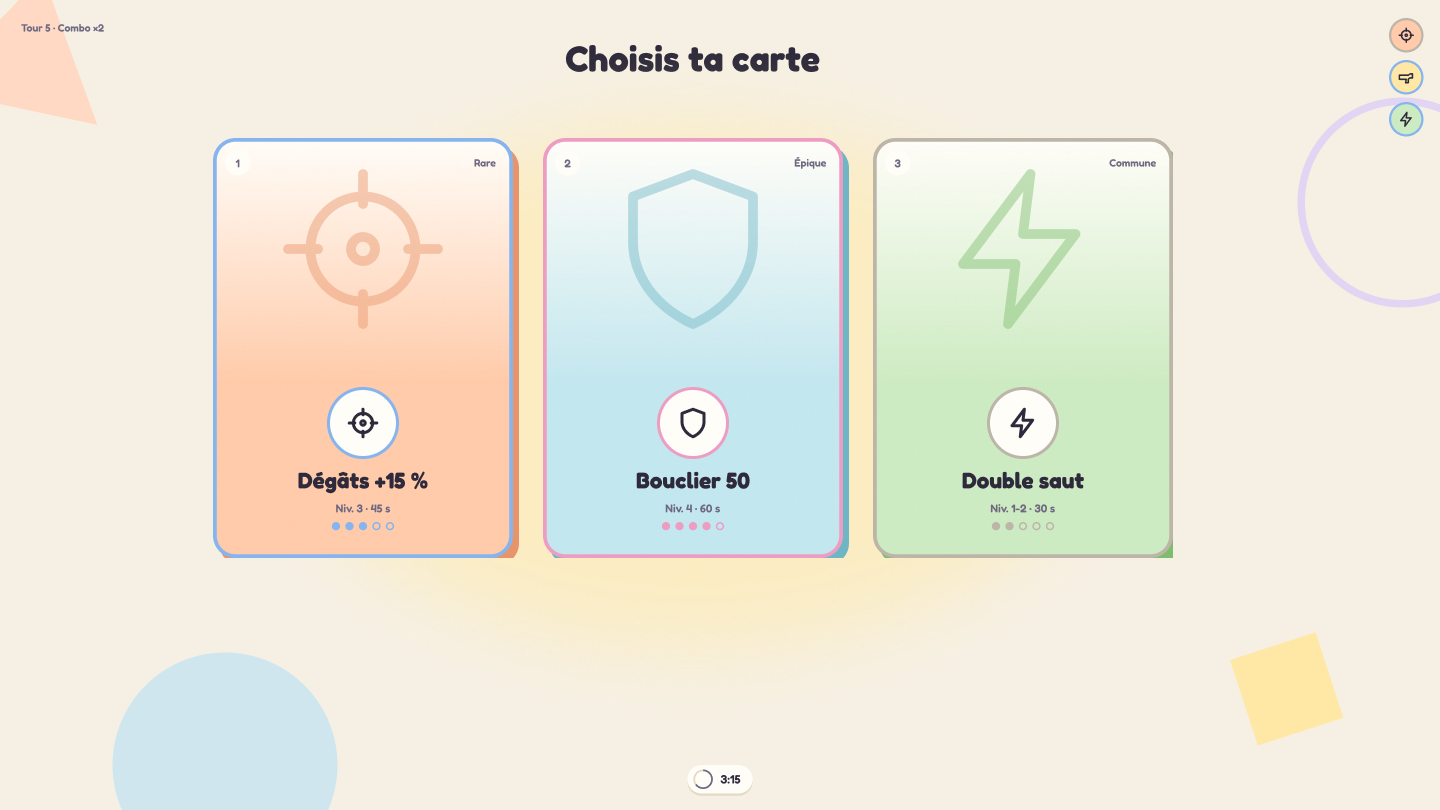 Tour 5 · Combo ×2
Choisis ta carte
1
Rare
Dégâts +15 %
Niv. 3 · 45 s
2
Épique
Bouclier 50
Niv. 4 · 60 s
3
Commune
Double saut
Niv. 1-2 · 30 s
3:15